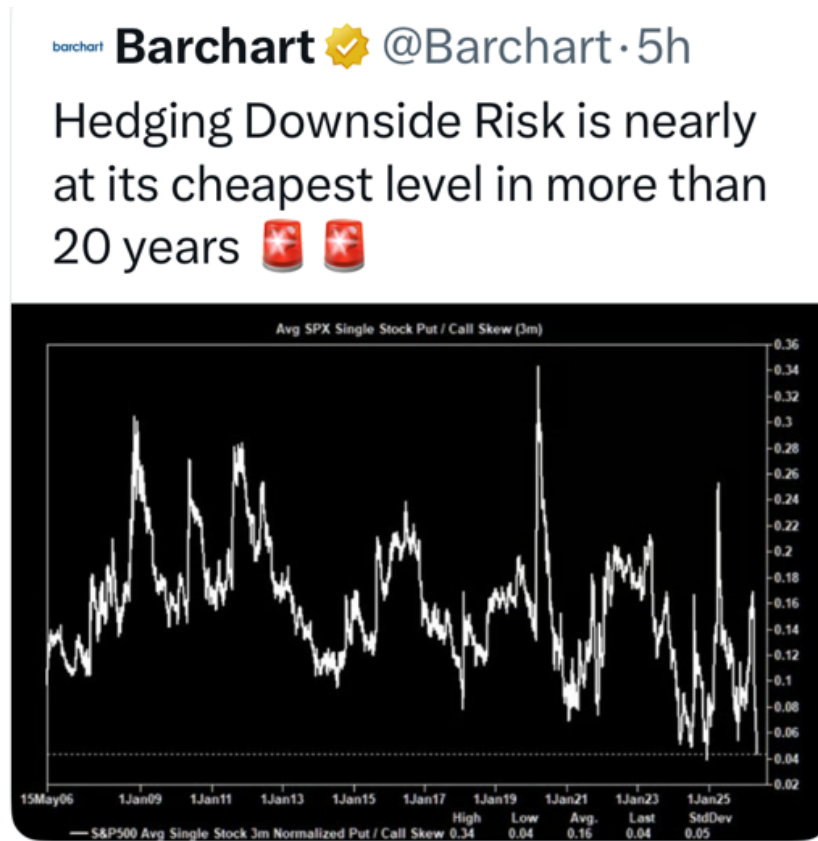 barchart Barchart @Barchart · 5h
Hedging Downside Risk is nearly
at its cheapest level in more than
20 years 🚨 🚨
Avg SPX Single Stock Put / Call Skew (3m)
0.36
0.34
0.32
0.3
0.28
0.26
0.24
0.22
0.2
0.18
0.16
0.14
0.12
0.1
0.08
0.06
0.04
0.02
15May06 1Jan09 1Jan11 1Jan13 1Jan15 1Jan17 1Jan19 1Jan21 1Jan23 1Jan25
High Low Avg. Last StdDev
S&P500 Avg Single Stock 3m Normalized Put / Call Skew 0.34 0.04 0.16 0.04 0.05